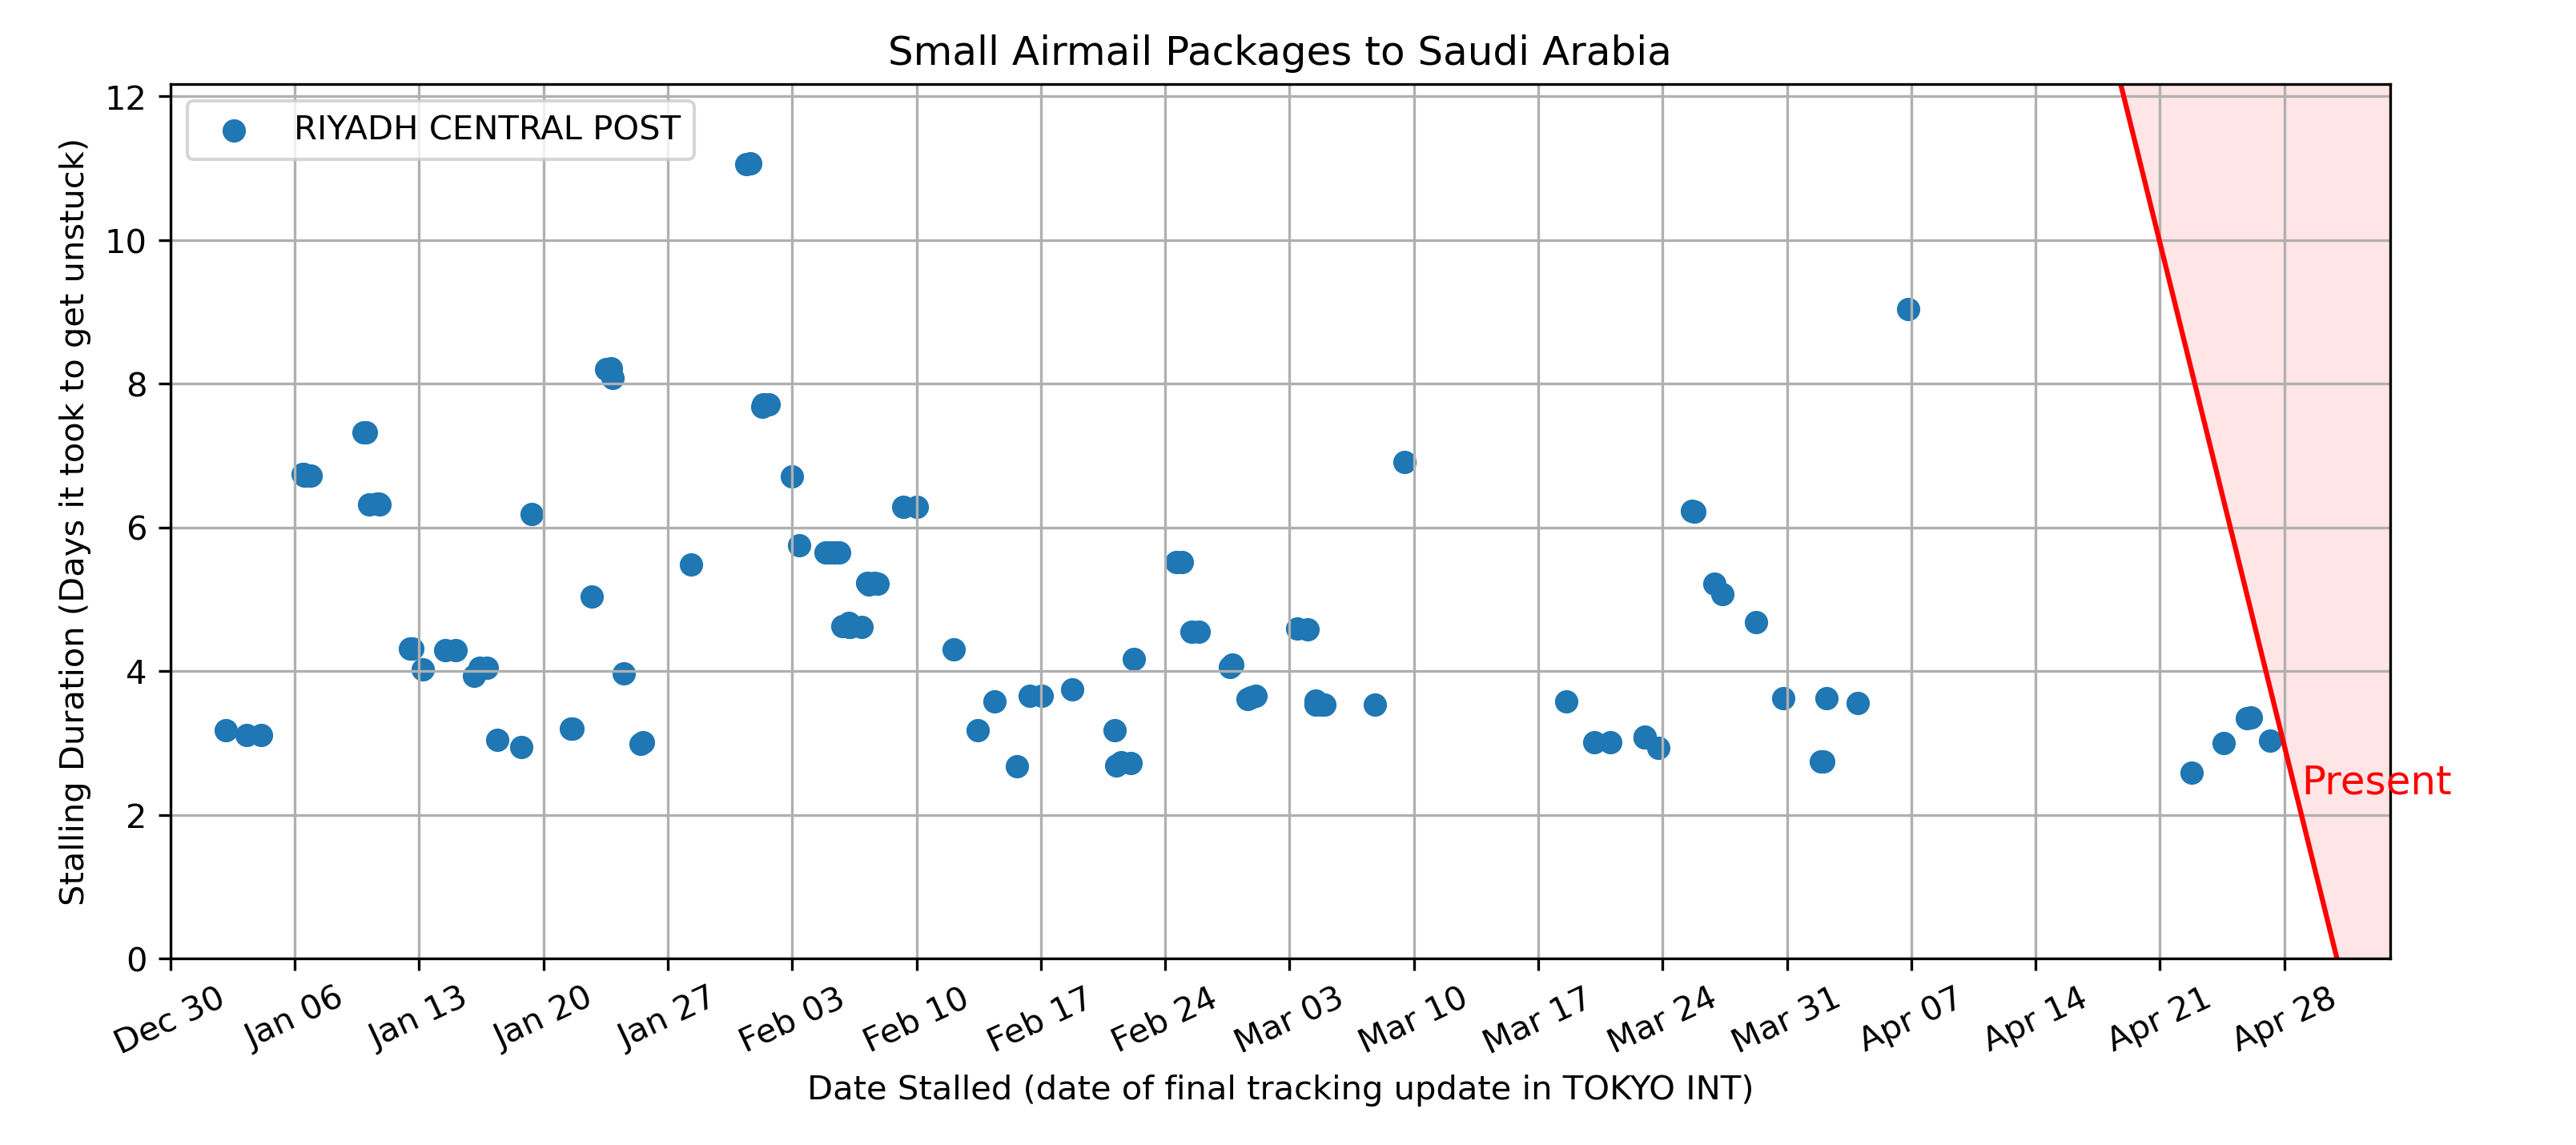 Small Airmail Packages to Saudi Arabia
RIYADH CENTRAL POST
Stalling Duration (Days it took to get unstuck)
12
10
8
6
4
2
0
Present
Dec 30
Jan 06
Jan 13
Jan 20
Jan 27
Feb 03
Feb 10
Feb 17
Feb 24
Mar 03
Mar 10
Mar 17
Mar 24
Mar 31
Apr 07
Apr 14
Apr 21
Apr 28
Date Stalled (date of final tracking update in TOKYO INT)